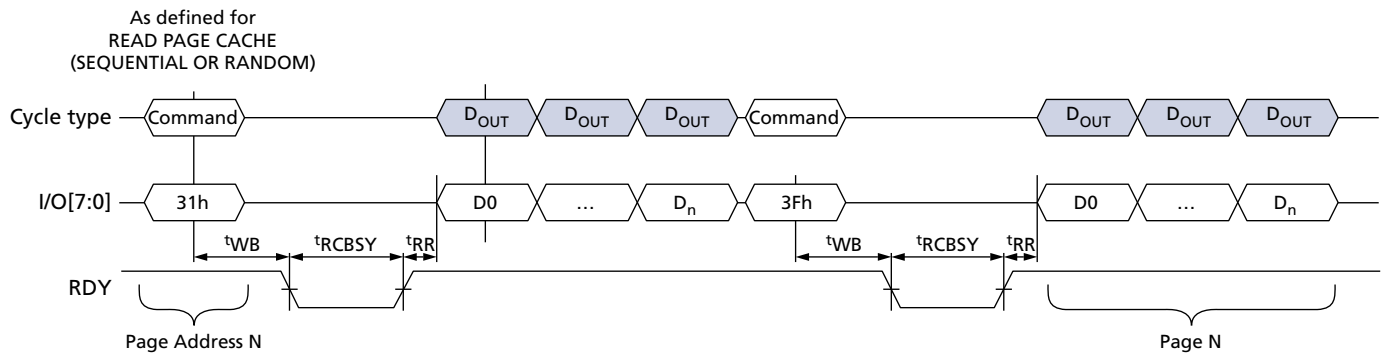 As defined for
READ PAGE CACHE
(SEQUENTIAL OR RANDOM)
Cycle type Command DOUT DOUT DOUT Command DOUT DOUT DOUT
I/O[7:0] 31h D0 … Dn 3Fh D0 … Dn
tWB tRCBSY tRR tWB tRCBSY tRR
RDY
Page Address N Page N